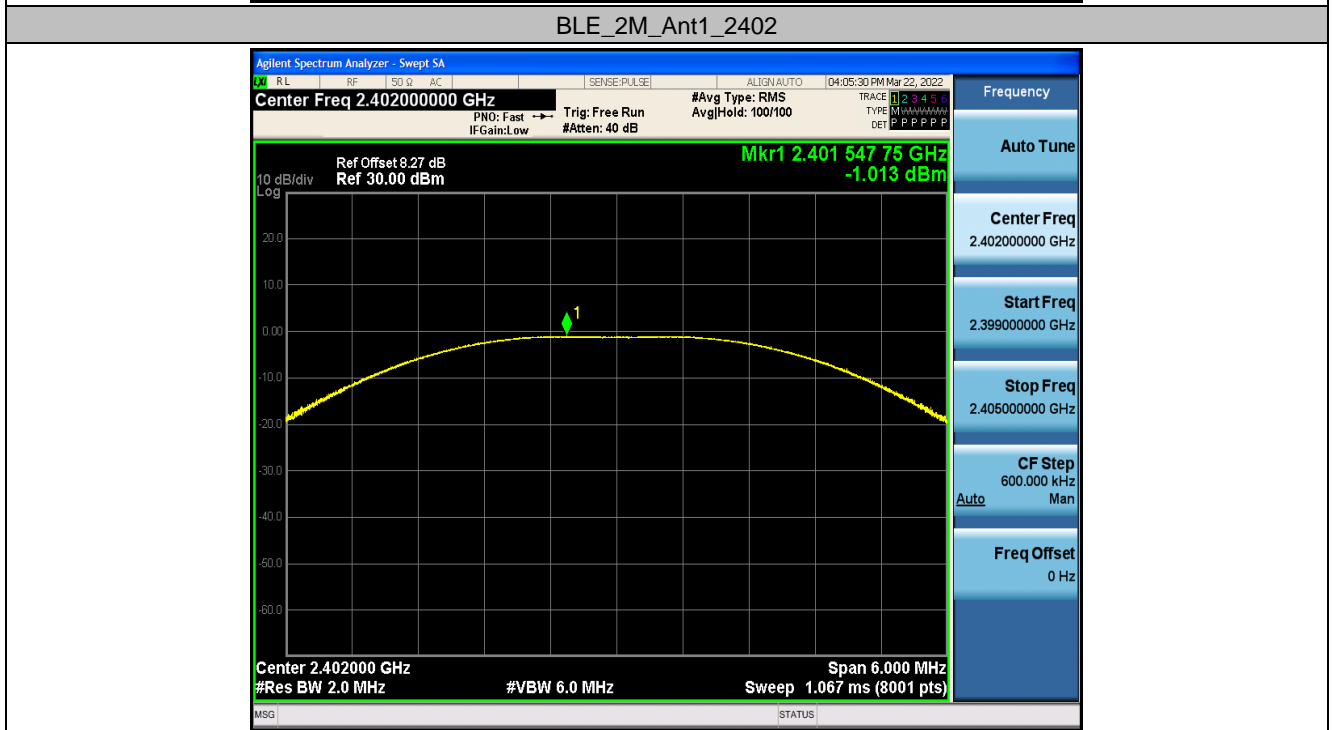 BLE_2M_Ant1_2402
Agilent Spectrum Analyzer - Swept SA
LXI RL RF 50 Ω AC SENSE:PULSE ALIGN AUTO 04:05:30 PM Mar 22, 2022
Center Freq 2.402000000 GHz #Avg Type: RMS TRACE 1 2 3 4 5 6
PNO: Fast Trig: Free Run Avg|Hold: 100/100 TYPE M WWWWW
IFGain:Low #Atten: 40 dB DET P P P P P P
Mkr1 2.401 547 75 GHz
-1.013 dBm
Ref Offset 8.27 dB
10 dB/div Ref 30.00 dBm
Log
20.0
10.0
1
0.00
-10.0
-20.0
-30.0
-40.0
-50.0
-60.0
Center 2.402000 GHz Span 6.000 MHz
#Res BW 2.0 MHz #VBW 6.0 MHz Sweep 1.067 ms (8001 pts)
MSG STATUS
Frequency
Auto Tune
Center Freq
2.402000000 GHz
Start Freq
2.399000000 GHz
Stop Freq
2.405000000 GHz
CF Step
600.000 kHz
Auto Man
Freq Offset
0 Hz